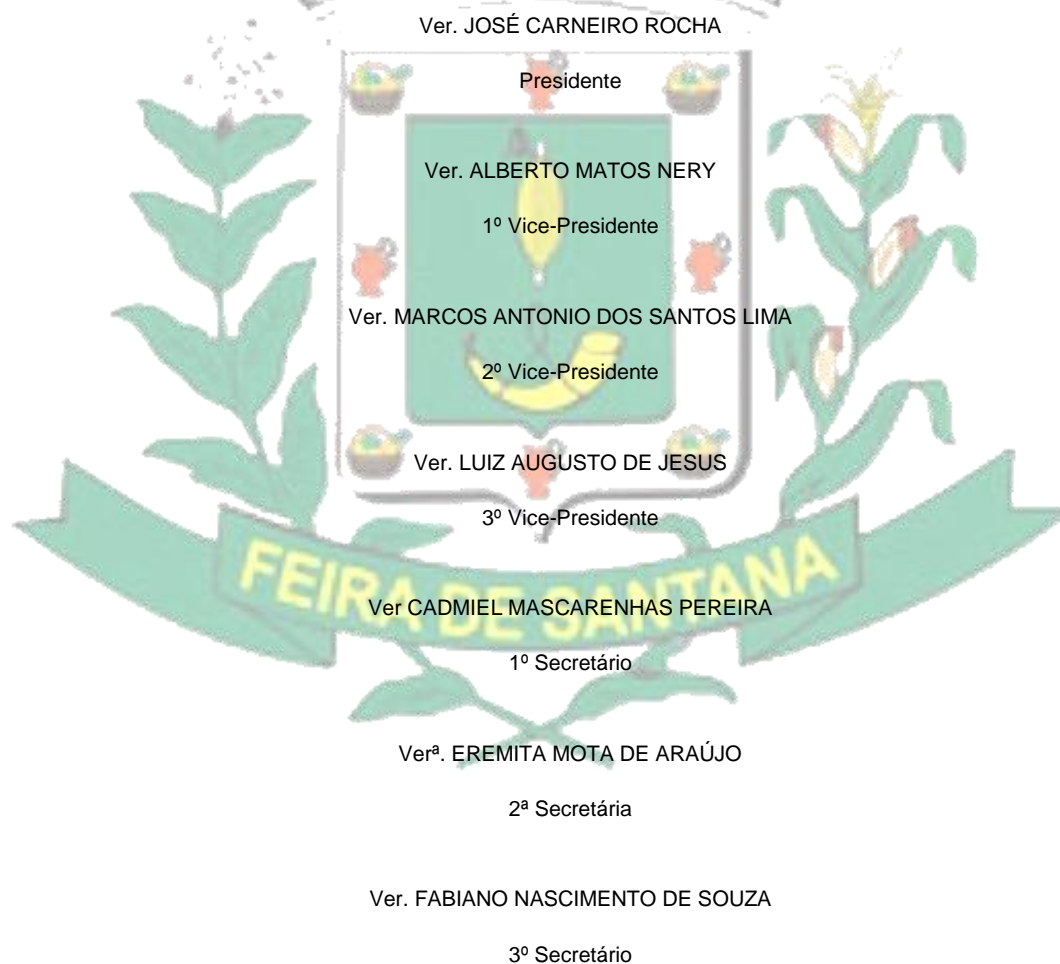 Ver. JOSÉ CARNEIRO ROCHA
Presidente
Ver. ALBERTO MATOS NERY
1º Vice-Presidente
Ver. MARCOS ANTONIO DOS SANTOS LIMA
2º Vice-Presidente
Ver. LUIZ AUGUSTO DE JESUS
3º Vice-Presidente
FEIRA DE SANTANA
Ver CADMIEL MASCARENHAS PEREIRA
1º Secretário
Verª. EREMITA MOTA DE ARAÚJO
2ª Secretária
Ver. FABIANO NASCIMENTO DE SOUZA
3º Secretário